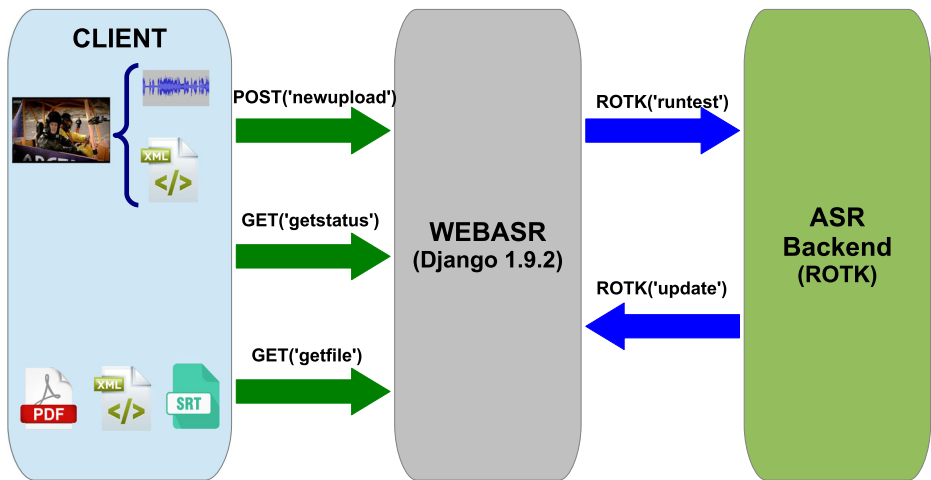 CLIENT
XML
</>
PDF
XML
</>
SRT
POST('newupload')
GET('getstatus')
GET('getfile')
WEBASR
(Django 1.9.2)
ROTK('runtest')
ROTK('update')
ASR
Backend
(ROTK)